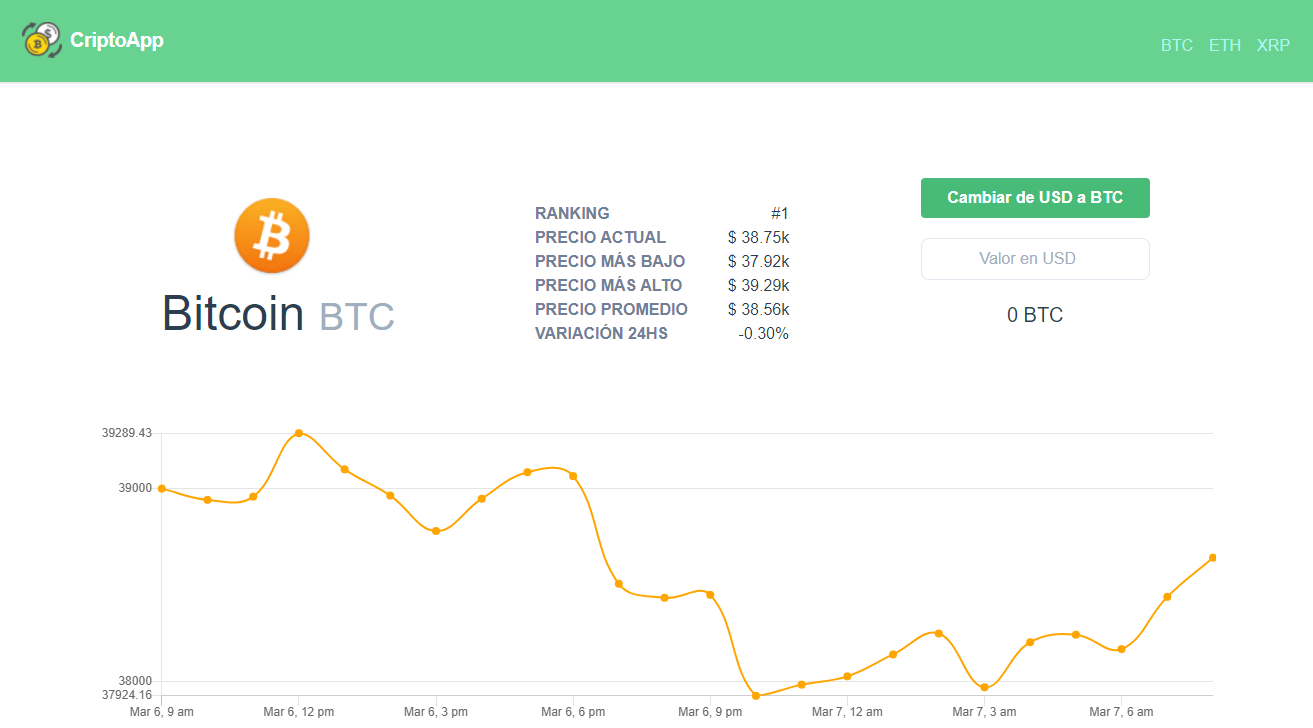 CriptoApp
BTC ETH XRP
Bitcoin BTC
RANKING #1
PRECIO ACTUAL $ 38.75k
PRECIO MÁS BAJO $ 37.92k
PRECIO MÁS ALTO $ 39.29k
PRECIO PROMEDIO $ 38.56k
VARIACIÓN 24HS -0.30%
Cambiar de USD a BTC
Valor en USD
0 BTC
39289.43
39000
38000
37924.16
Mar 6, 9 am Mar 6, 12 pm Mar 6, 3 pm Mar 6, 6 pm Mar 6, 9 pm Mar 7, 12 am Mar 7, 3 am Mar 7, 6 am